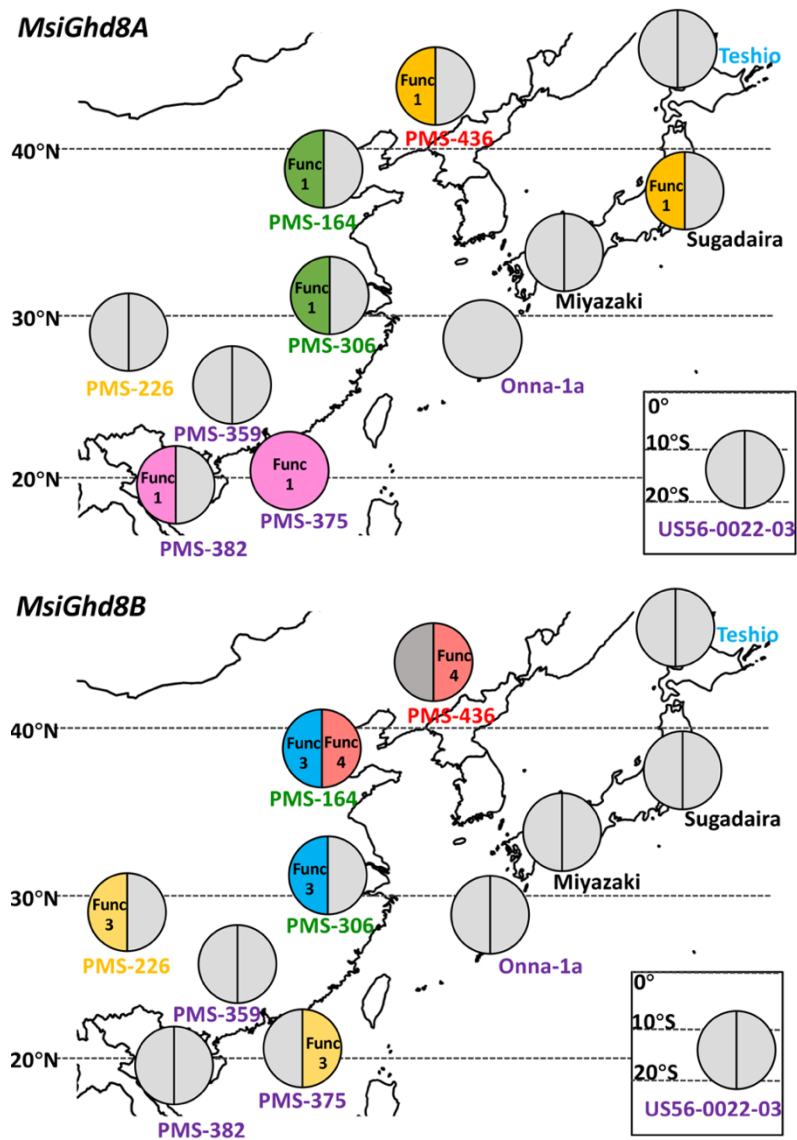 MsiGhd8A
Teshio
Func
1
PMS-436
40°N
Func
1
PMS-164
Func
1
Sugadaira
Miyazaki
Func
1
30°N
PMS-306
PMS-226
Onna-1a
PMS-359
0°
10°S
20°S
US56-0022-03
20°N
Func
1
Func
1
PMS-375
PMS-382
MsiGhd8B
Teshio
Func
4
PMS-436
40°N
Func
3
Func
4
PMS-164
Sugadaira
Miyazaki
Func
3
30°N
PMS-306
Func
3
PMS-226
Onna-1a
PMS-359
0°
10°S
20°S
US56-0022-03
20°N
Func
3
PMS-375
PMS-382